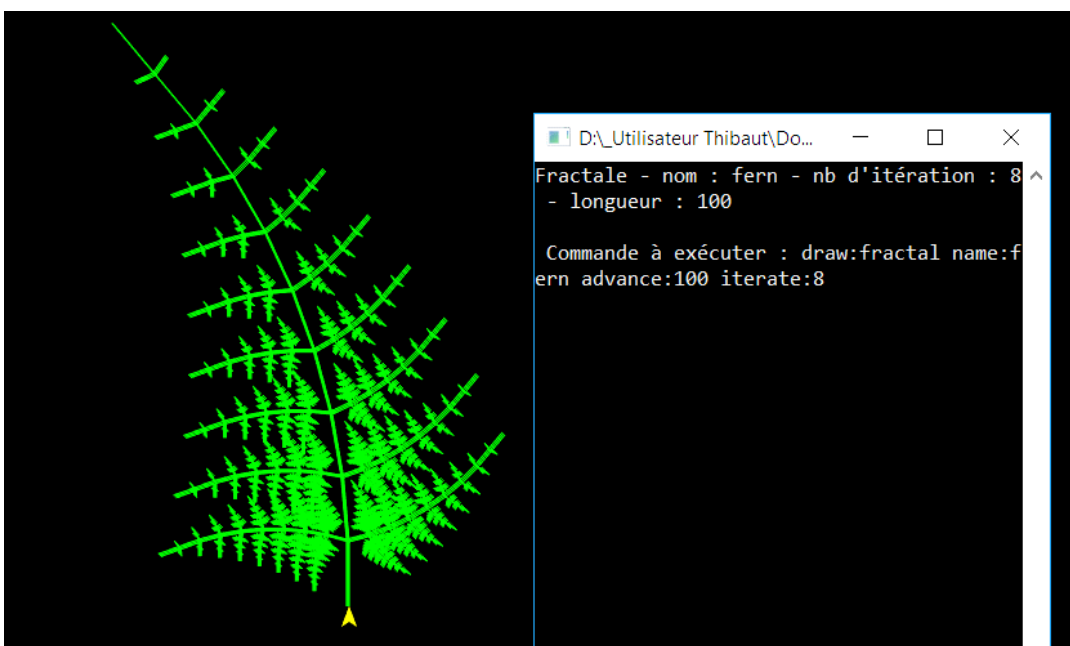 D:\_Utilisateur Thibaut\Do...
Fractale - nom : fern - nb d'itération : 8
- longueur : 100
Commande à exécuter : draw:fractal name:f
ern advance:100 iterate:8